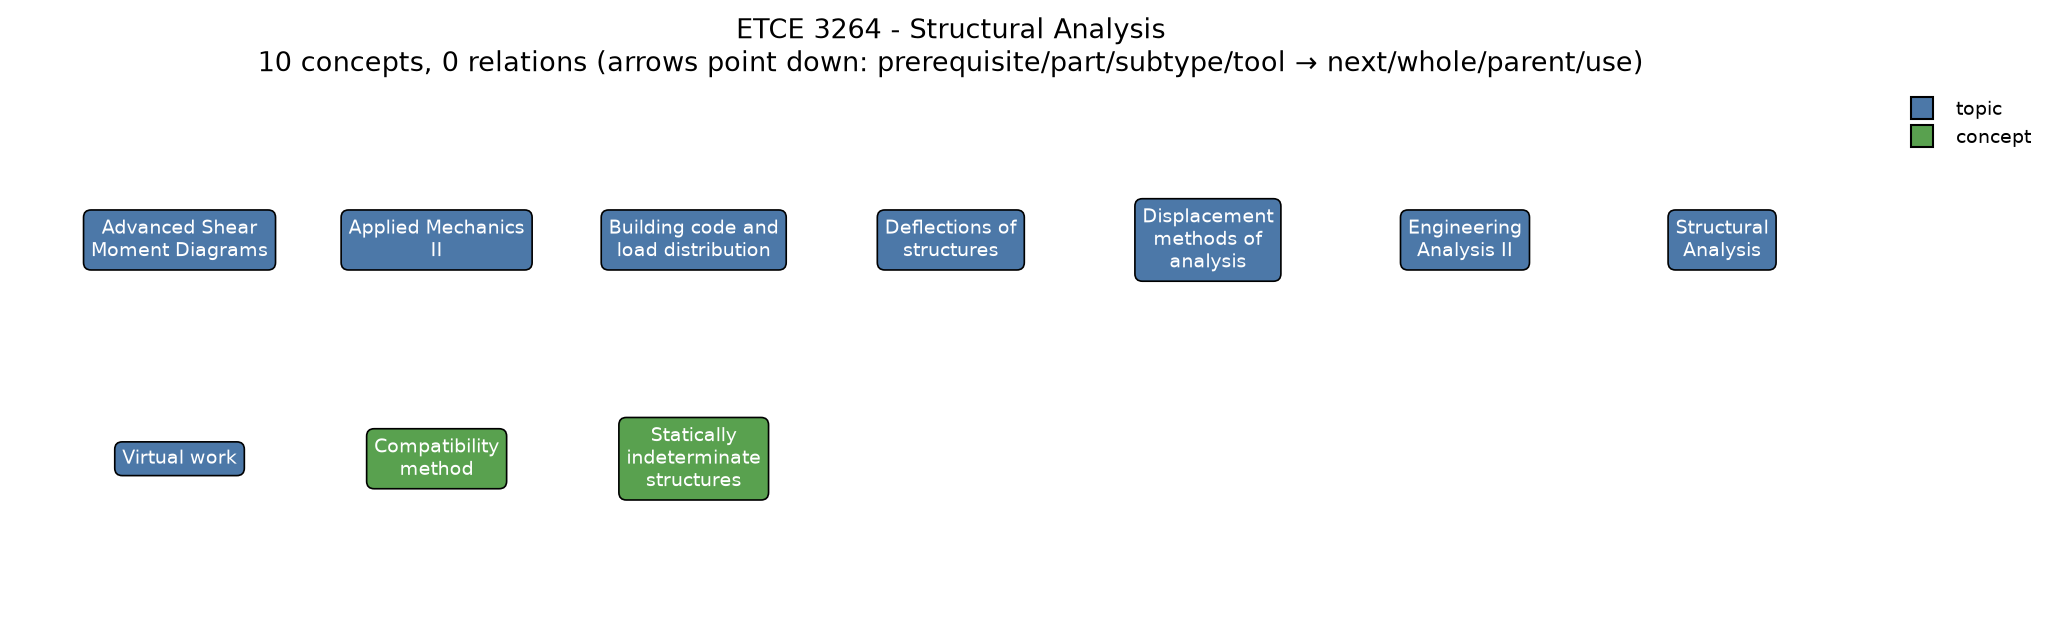 ETCE 3264 - Structural Analysis
10 concepts, 0 relations (arrows point down: prerequisite/part/subtype/tool → next/whole/parent/use)
topic
concept
Advanced Shear
Moment Diagrams
Applied Mechanics
II
Building code and
load distribution
Deflections of
structures
Displacement
methods of
analysis
Engineering
Analysis II
Structural
Analysis
Virtual work
Compatibility
method
Statically
indeterminate
structures